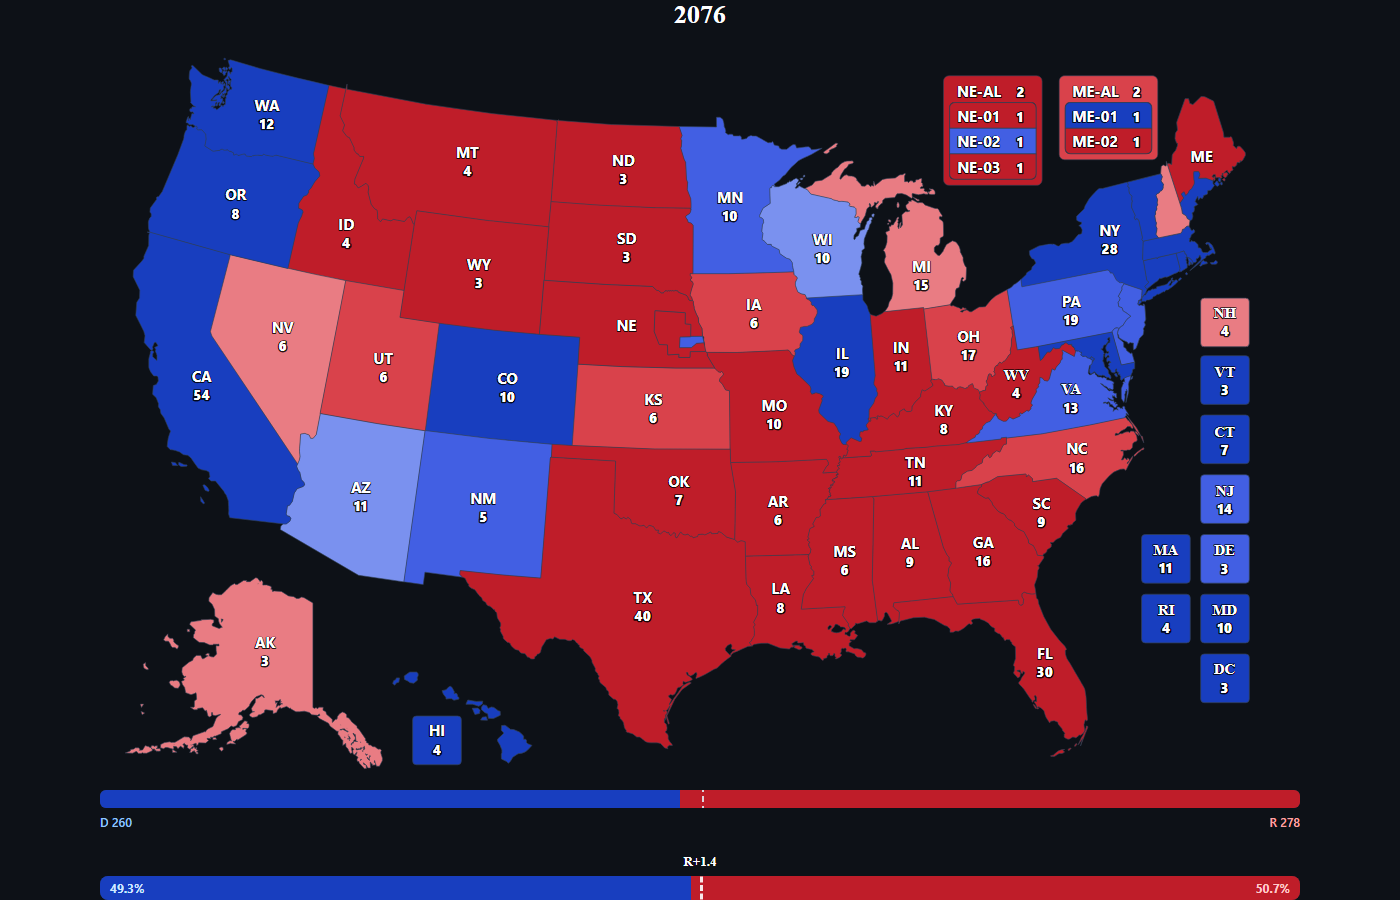 2076
NE-AL 2
NE-01 1
NE-02 1
NE-03 1
ME-AL 2
ME-01 1
ME-02 1
WA
12
OR
8
CA
54
NV
6
ID
4
MT
4
WY
3
UT
6
CO
10
AZ
11
NM
5
ND
3
SD
3
NE
KS
6
OK
7
TX
40
MN
10
IA
6
MO
10
AR
6
LA
8
WI
10
IL
19
MI
15
IN
11
OH
17
KY
8
TN
11
MS
6
AL
9
GA
16
FL
30
SC
9
NC
16
VA
13
WV
4
PA
19
NY
28
ME
NH
4
VT
3
CT
7
NJ
14
MA
11
DE
3
RI
4
MD
10
DC
3
AK
3
HI
4
D 260
R 278
R+1.4
49.3%
50.7%